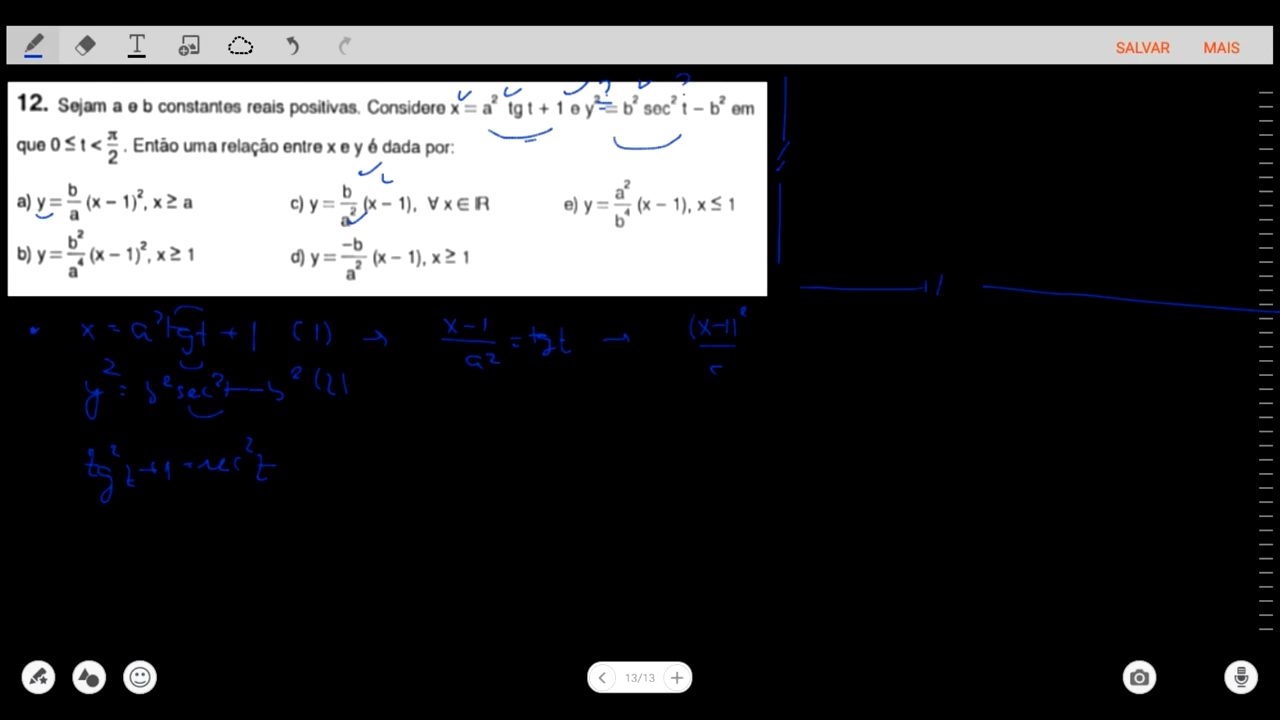 SALVAR MAIS
12. Sejam a e b constantes reais positivas. Considere x = a² tg t + 1 e y² = b² sec² t – b² em
que 0 ≤ t < π/2. Então uma relação entre x e y é dada por:
a) y = b/a (x – 1)², x ≥ a
b) y = b²/a⁴ (x – 1)², x ≥ 1
c) y = b/a² (x – 1), ∀ x ∈ ℝ
d) y = –b/a² (x – 1), x ≥ 1
e) y = a²/b⁴ (x – 1), x ≤ 1
x = a² tg t + 1 (1) → (x–1)/a² = tg t → (x–1)²
y² = b² sec² t – b² (2)
tg² t + 1 = sec² t
13/13